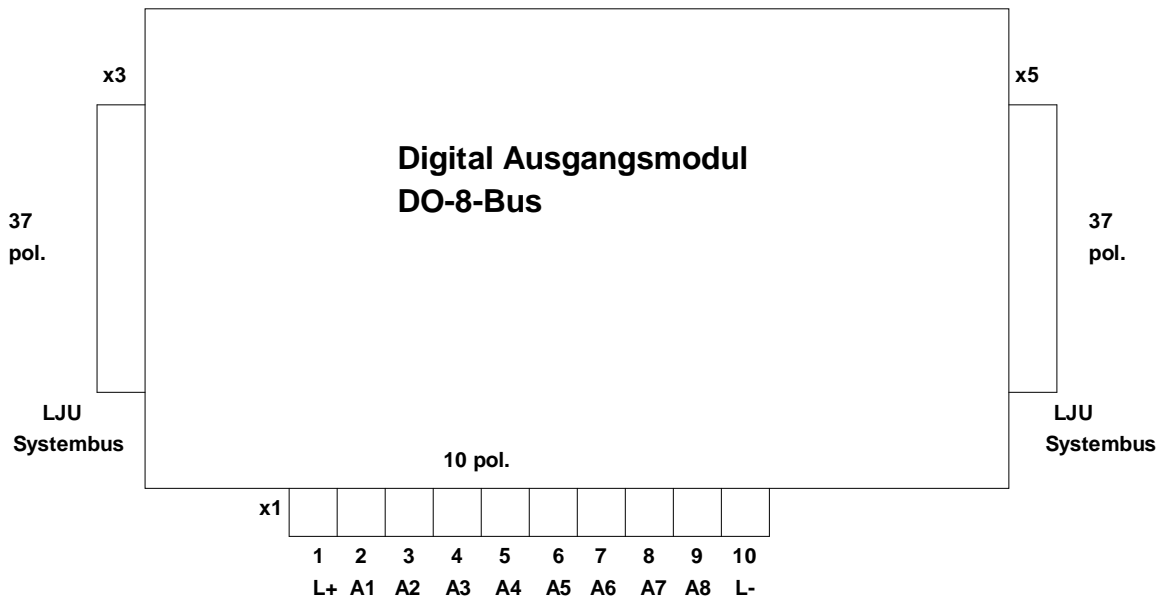 x3
x5
Digital Ausgangsmodul
DO-8-Bus
37
pol.
37
pol.
LJU
Systembus
LJU
Systembus
10 pol.
x1
1 2 3 4 5 6 7 8 9 10
L+ A1 A2 A3 A4 A5 A6 A7 A8 L-